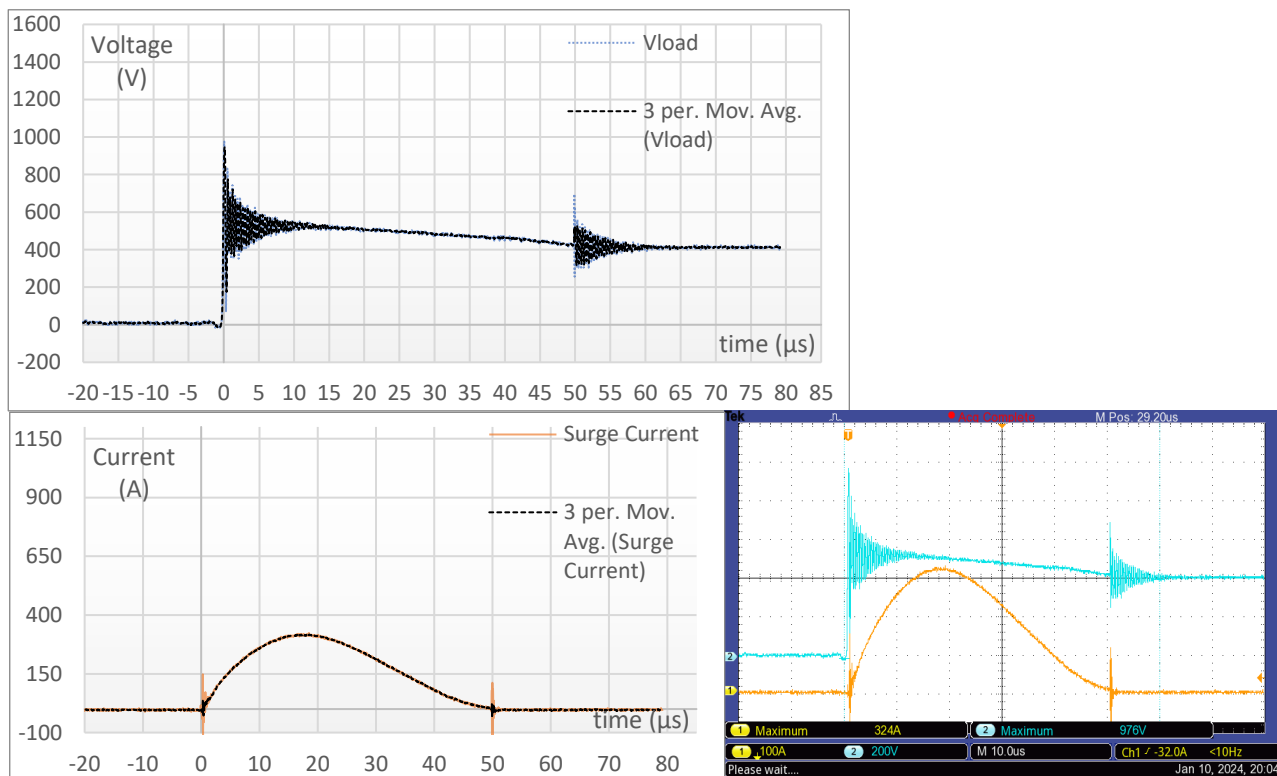 1600
1400
1200
1000
800
600
400
200
0
-200
Voltage
(V)
Vload
3 per. Mov. Avg.
(Vload)
time (µs)
-20 -15 -10 -5 0 5 10 15 20 25 30 35 40 45 50 55 60 65 70 75 80 85
1150
900
650
400
150
-100
Current
(A)
Surge Current
3 per. Mov.
Avg. (Surge
Current)
time (µs)
-20 -10 0 10 20 30 40 50 60 70 80
Tek
M Pos: 29.20us
T
2
1
1 Maximum 324A 2 Maximum 976V
1 100A 2 200V M 10.0us Ch1 -32.0A <10Hz
Please wait.... Jan 10, 2024, 20:04